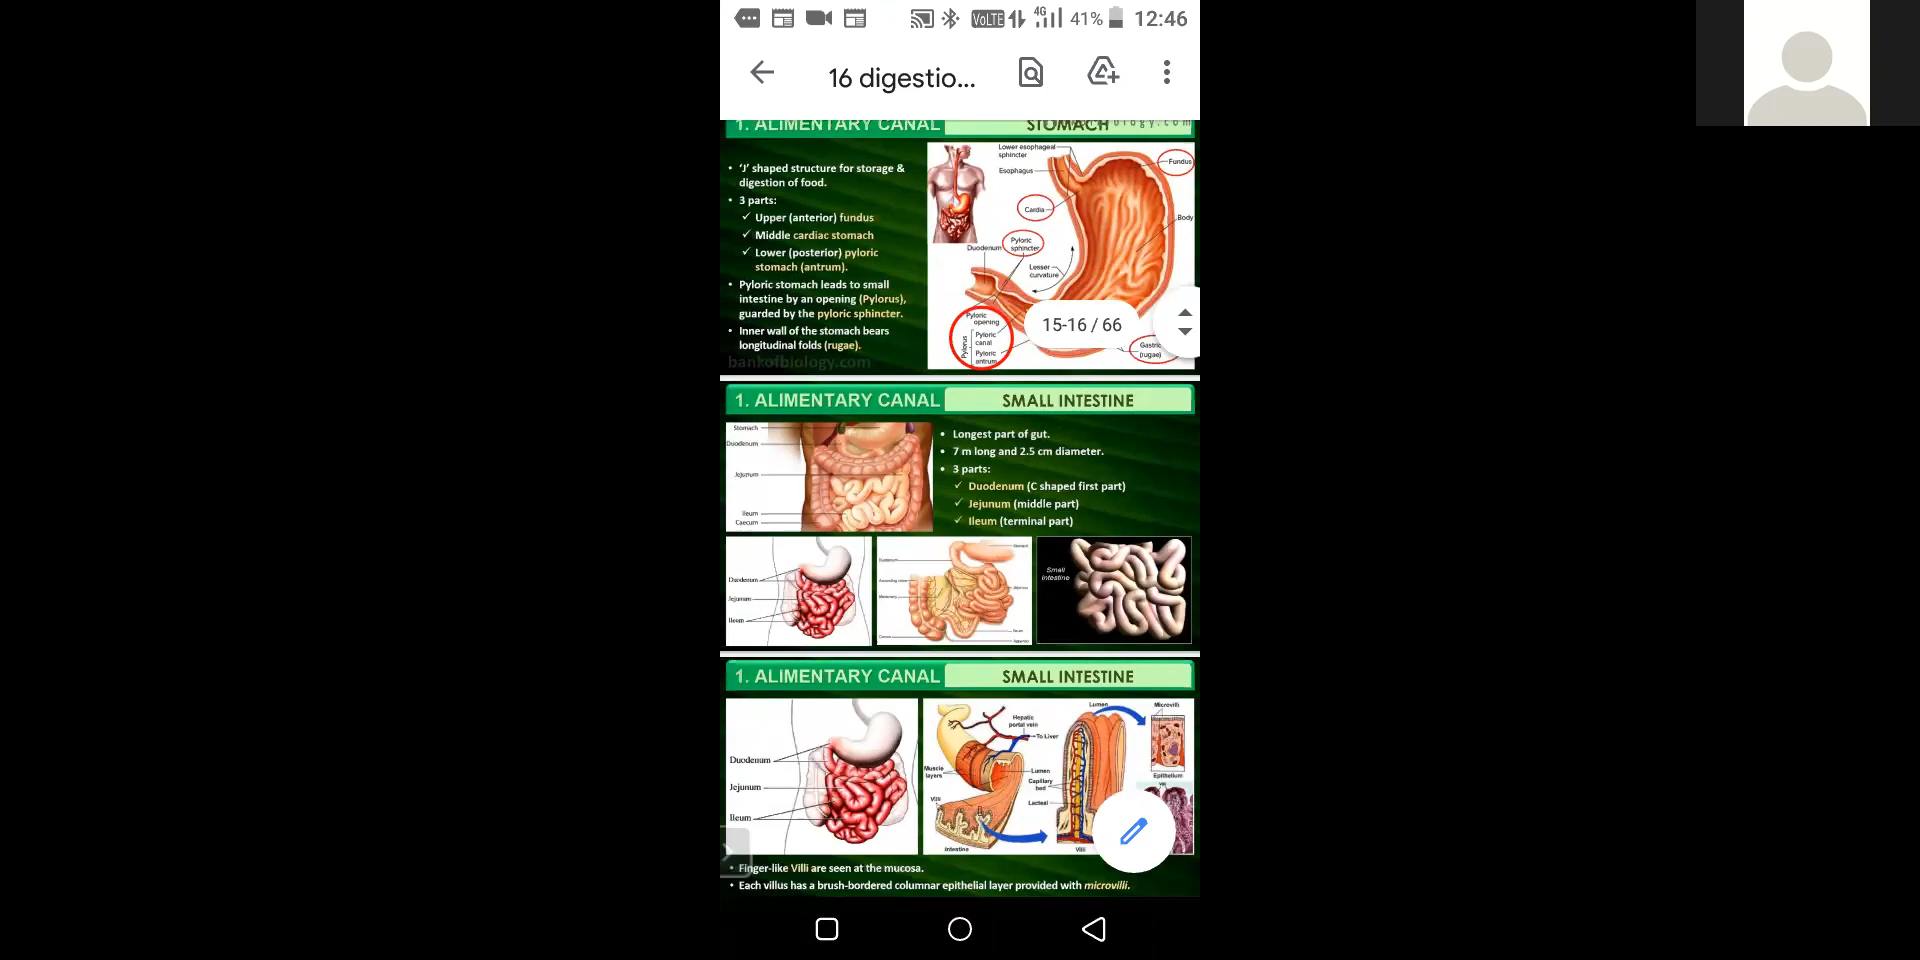 VoLTE 4G 41% 12:46
16 digestio...
1. ALIMENTARY CANAL STOMACH
• ‘J’ shaped structure for storage &
digestion of food.
• 3 parts:
✓ Upper (anterior) fundus
✓ Middle cardiac stomach
✓ Lower (posterior) pyloric
stomach (antrum).
• Pyloric stomach leads to small
intestine by an opening (Pylorus),
guarded by the pyloric sphincter.
• Inner wall of the stomach bears
longitudinal folds (rugae).
bankofbiology.com
Lower esophageal
sphincter
Esophagus
Fundus
Cardia
Body
Pyloric
sphincter
Duodenum
Lesser
curvature
Pyloric
opening
Pylorus
Pyloric
canal
Pyloric
antrum
Gastric
(rugae)
15-16 / 66
1. ALIMENTARY CANAL SMALL INTESTINE
Stomach
Duodenum
Jejunum
Ileum
Caecum
• Longest part of gut.
• 7 m long and 2.5 cm diameter.
• 3 parts:
✓ Duodenum (C shaped first part)
✓ Jejunum (middle part)
✓ Ileum (terminal part)
Duodenum
Jejunum
Ileum
Small
intestine
1. ALIMENTARY CANAL SMALL INTESTINE
Duodenum
Jejunum
Ileum
Hepatic
portal vein
To Liver
Muscle
layers
Lumen
Villi
Intestine
Lumen
Capillary
bed
Lacteal
Villi
Microvilli
Epithelium
• Finger-like Villi are seen at the mucosa.
• Each villus has a brush-bordered columnar epithelial layer provided with microvilli.